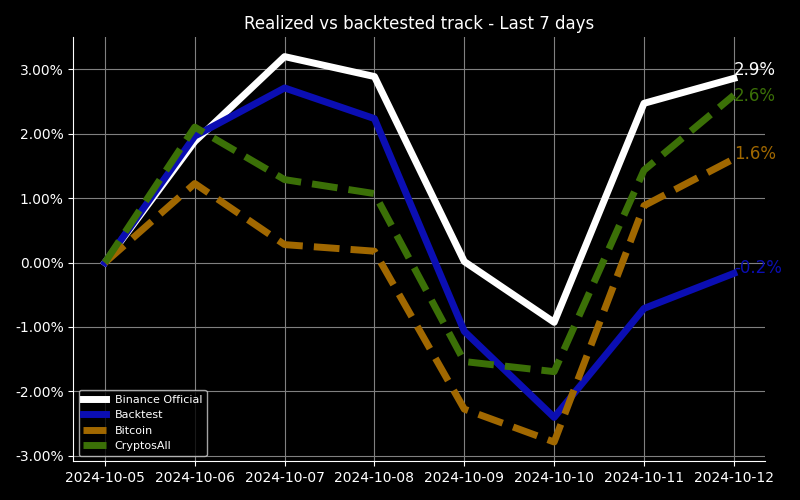 Realized vs backtested track - Last 7 days
3.00%
2.00%
1.00%
0.00%
-1.00%
-2.00%
-3.00%
2.9%
2.6%
1.6%
-0.2%
Binance Official
Backtest
Bitcoin
CryptosAll
2024-10-05 2024-10-06 2024-10-07 2024-10-08 2024-10-09 2024-10-10 2024-10-11 2024-10-12